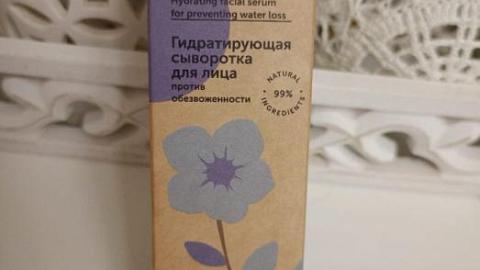 Hydrating facial serum
for preventing water loss
Гидратирующая
сыворотка
для лица
против
обезвоженности
NATURAL
99%
INGREDIENTS